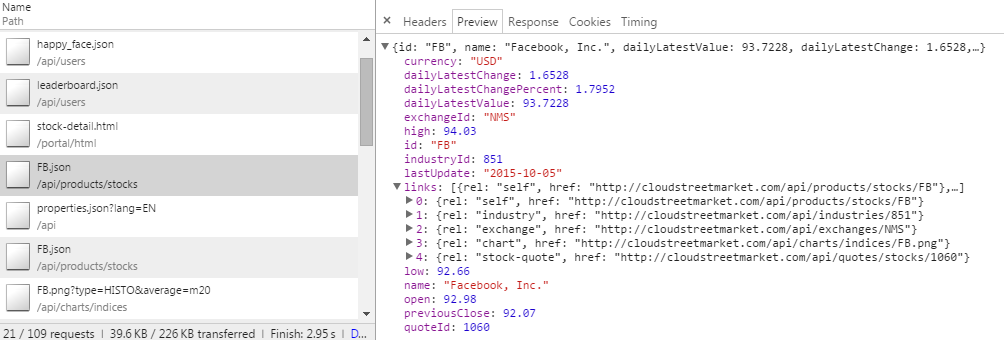 Name
Path
happy_face.json
/api/users
leaderboard.json
/api/users
stock-detail.html
/portal/html
FB.json
/api/products/stocks
properties.json?lang=EN
/api
FB.json
/api/products/stocks
FB.png?type=HISTO&average=m20
/api/charts/indices
21 / 109 requests | 39.6 KB / 226 KB transferred | Finish: 2.95 s | D...
× Headers Preview Response Cookies Timing
▼{id: "FB", name: "Facebook, Inc.", dailyLatestValue: 93.7228, dailyLatestChange: 1.6528,…}
currency: "USD"
dailyLatestChange: 1.6528
dailyLatestChangePercent: 1.7952
dailyLatestValue: 93.7228
exchangeId: "NMS"
high: 94.03
id: "FB"
industryId: 851
lastUpdate: "2015-10-05"
▼links: [{rel: "self", href: "http://cloudstreetmarket.com/api/products/stocks/FB"},…]
▶0: {rel: "self", href: "http://cloudstreetmarket.com/api/products/stocks/FB"}
▶1: {rel: "industry", href: "http://cloudstreetmarket.com/api/industries/851"}
▶2: {rel: "exchange", href: "http://cloudstreetmarket.com/api/exchanges/NMS"}
▶3: {rel: "chart", href: "http://cloudstreetmarket.com/api/charts/indices/FB.png"}
▶4: {rel: "stock-quote", href: "http://cloudstreetmarket.com/api/quotes/stocks/1060"}
low: 92.66
name: "Facebook, Inc."
open: 92.98
previousClose: 92.07
quoteId: 1060